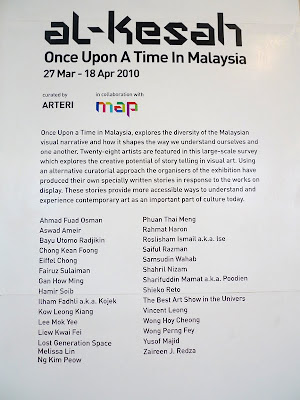 al-kesah
Once Upon A Time In Malaysia
27 Mar - 18 Apr 2010
curated by
ARTERI
in collaboration with
map
Once Upon a Time in Malaysia, explores the diversity of the Malaysian
visual narrative and how it shapes the way we understand ourselves and
one another. Twenty-eight artists are featured in this large-scale survey
which explores the creative potential of story telling in visual art. Using
an alternative curatorial approach the organisers of the exhibition have
produced their own specially written stories in response to the works on
display. These stories provide more accessible ways to understand and
experience contemporary art as an important part of culture today.
Ahmad Fuad Osman
Aswad Ameir
Bayu Utomo Radjikin
Chong Kean Foong
Eiffel Chong
Fairuz Sulaiman
Gan How Ming
Hamir Soib
Ilham Fadhli a.k.a. Kojek
Kow Leong Kiang
Lee Mok Yee
Liew Kwai Fei
Lost Generation Space
Melissa Lin
Ng Kim Peow
Phuan Thai Meng
Rahmat Haron
Roslisham Ismail a.k.a. Ise
Saiful Razman
Samsudin Wahab
Shahril Nizam
Sharifuddin Mamat a.k.a. Poodien
Shieko Reto
The Best Art Show in the Univers
Vincent Leong
Wong Hoy Cheong
Wong Perng Fey
Yusof Majid
Zaireen J. Redza